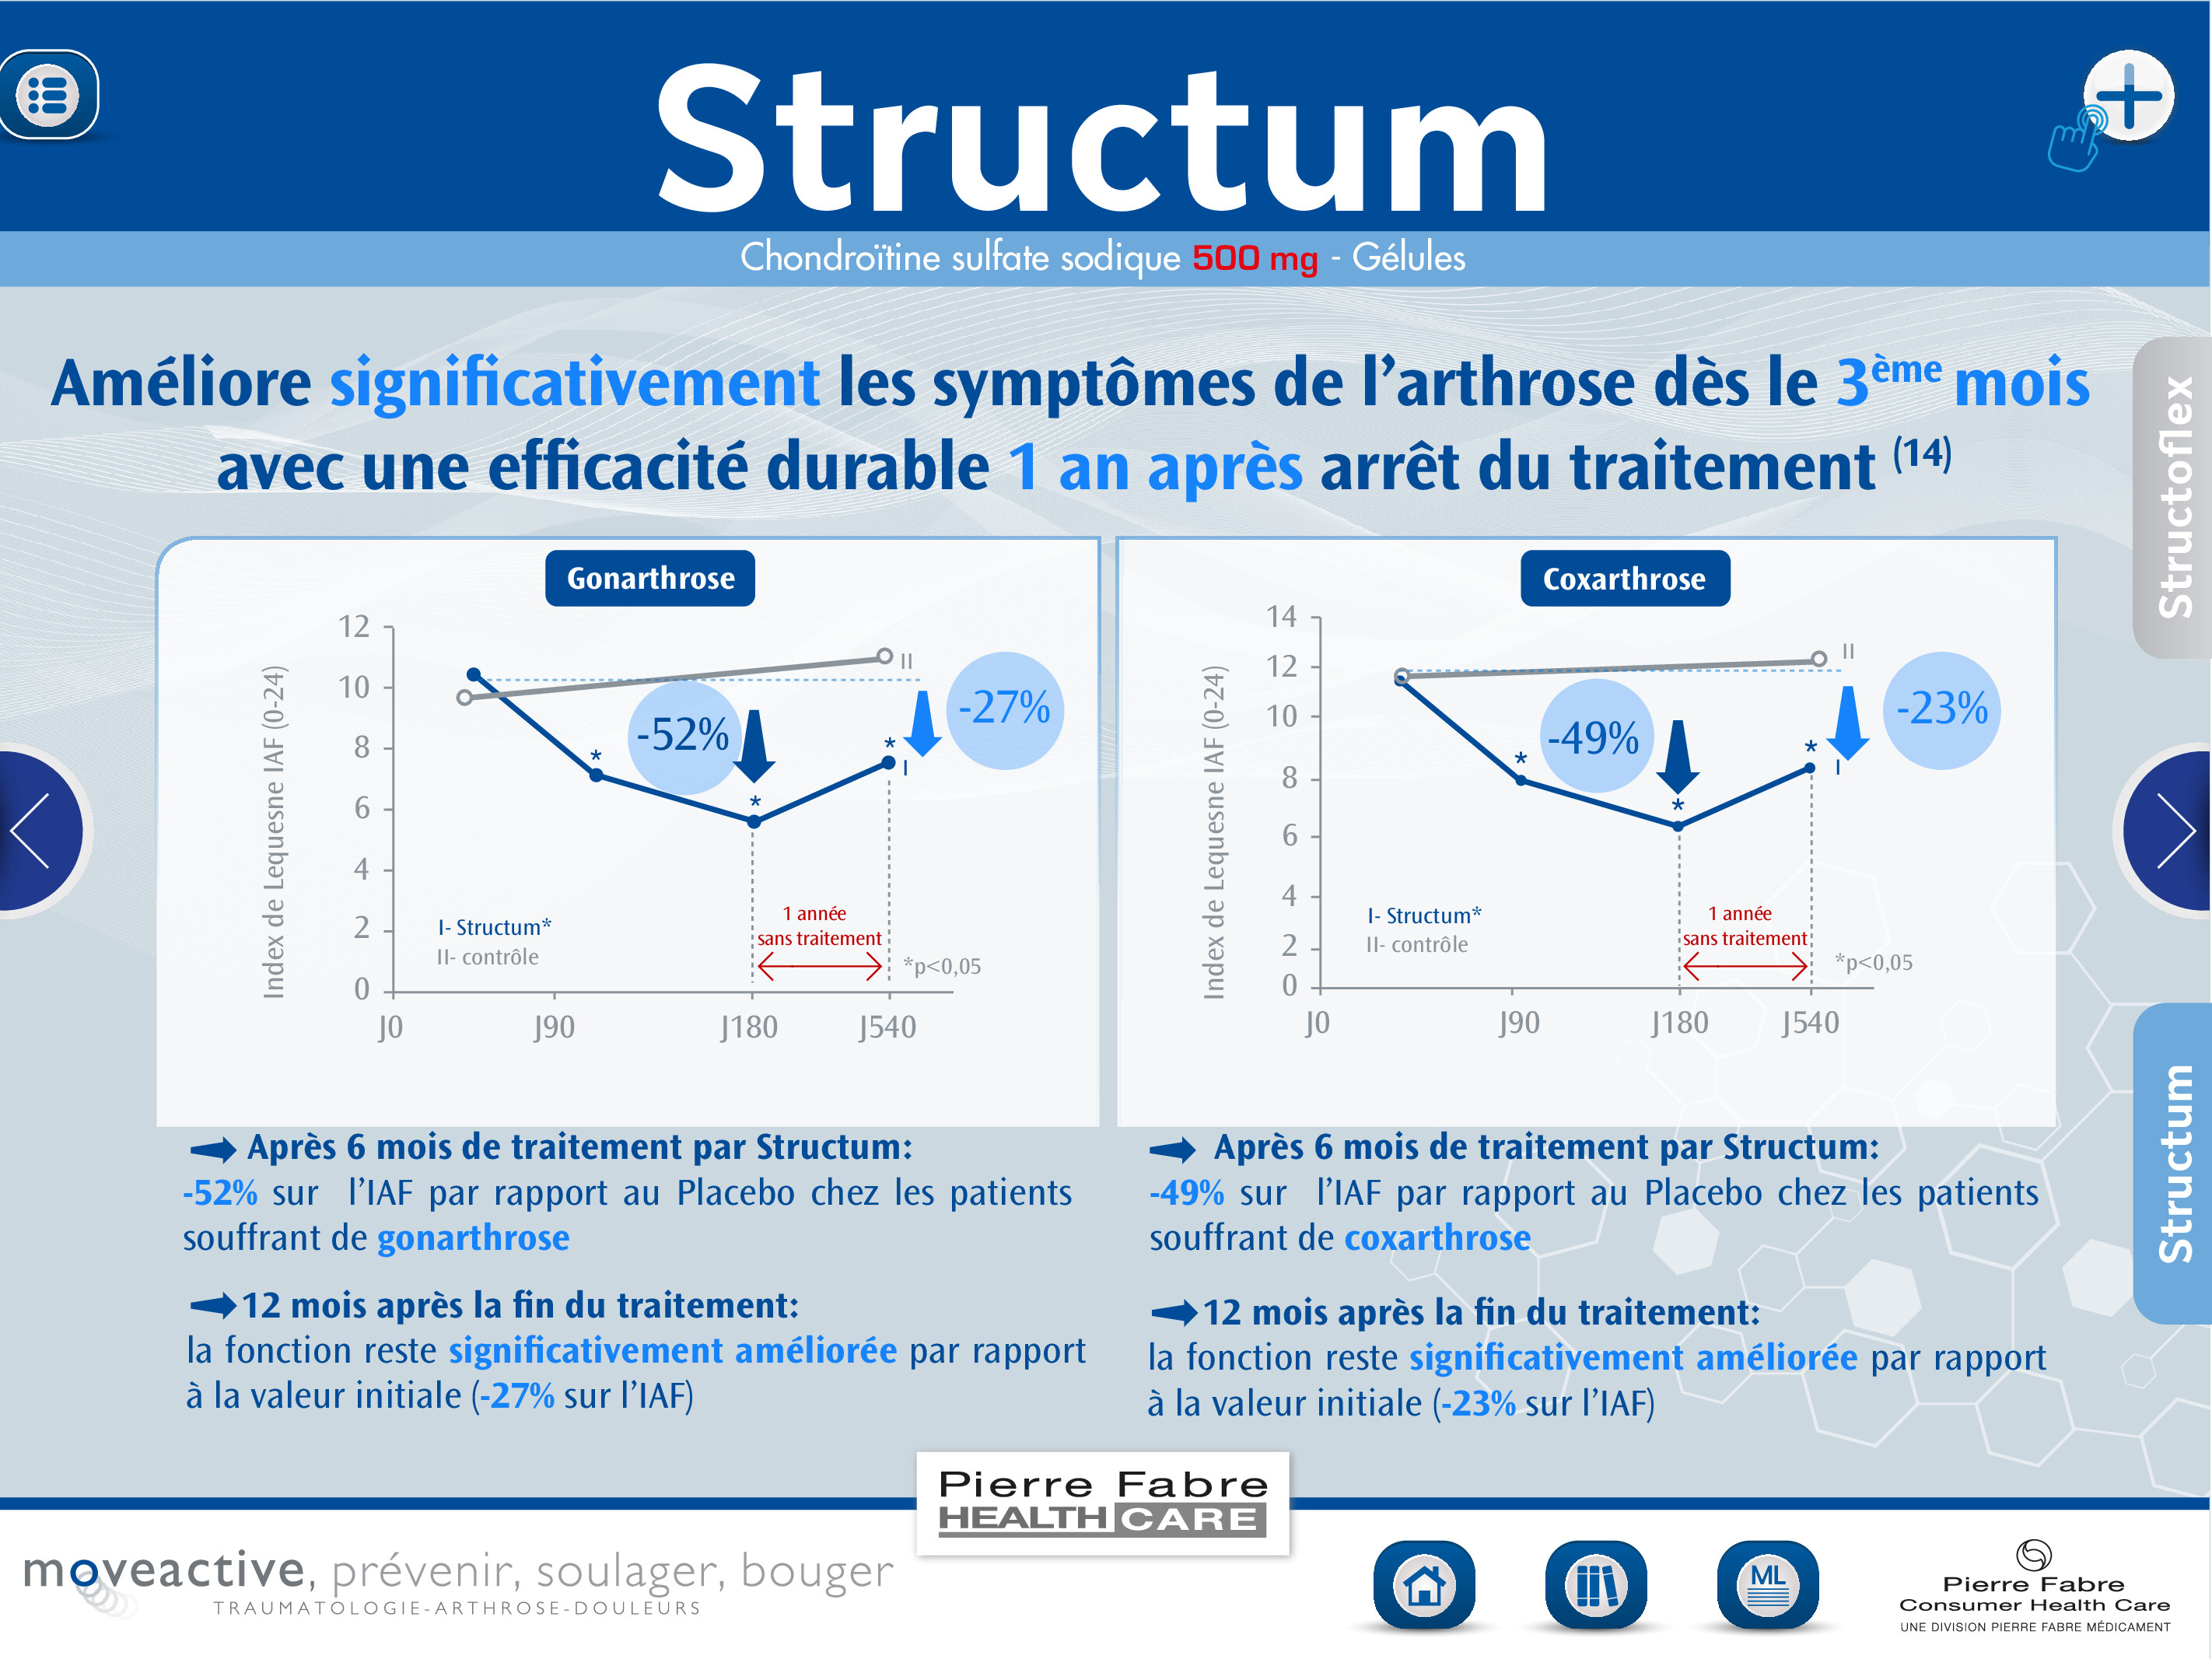 Structum
Chondroïtine sulfate sodique 500 mg - Gélules
Améliore significativement les symptômes de l'arthrose dès le 3ème mois
avec une efficacité durable 1 an après arrêt du traitement (14)
Structoflex
Structum
Gonarthrose
Index de Lequesne IAF (0-24)
12
10
8
6
4
2
0
J0
J90
J180
J540
II
I
*
*
*
-52%
-27%
I- Structum*
II- contrôle
1 année
sans traitement
*p<0,05
Coxarthrose
Index de Lequesne IAF (0-24)
14
12
10
8
6
4
2
0
J0
J90
J180
J540
II
I
*
*
*
-49%
-23%
I- Structum*
II- contrôle
1 année
sans traitement
*p<0,05
Après 6 mois de traitement par Structum:
-52% sur l'IAF par rapport au Placebo chez les patients
souffrant de gonarthrose
12 mois après la fin du traitement:
la fonction reste significativement améliorée par rapport
à la valeur initiale (-27% sur l'IAF)
Après 6 mois de traitement par Structum:
-49% sur l'IAF par rapport au Placebo chez les patients
souffrant de coxarthrose
12 mois après la fin du traitement:
la fonction reste significativement améliorée par rapport
à la valeur initiale (-23% sur l'IAF)
Pierre Fabre
HEALTH CARE
moveactive, prévenir, soulager, bouger
TRAUMATOLOGIE-ARTHROSE-DOULEURS
ML
Pierre Fabre
Consumer Health Care
UNE DIVISION PIERRE FABRE MÉDICAMENT